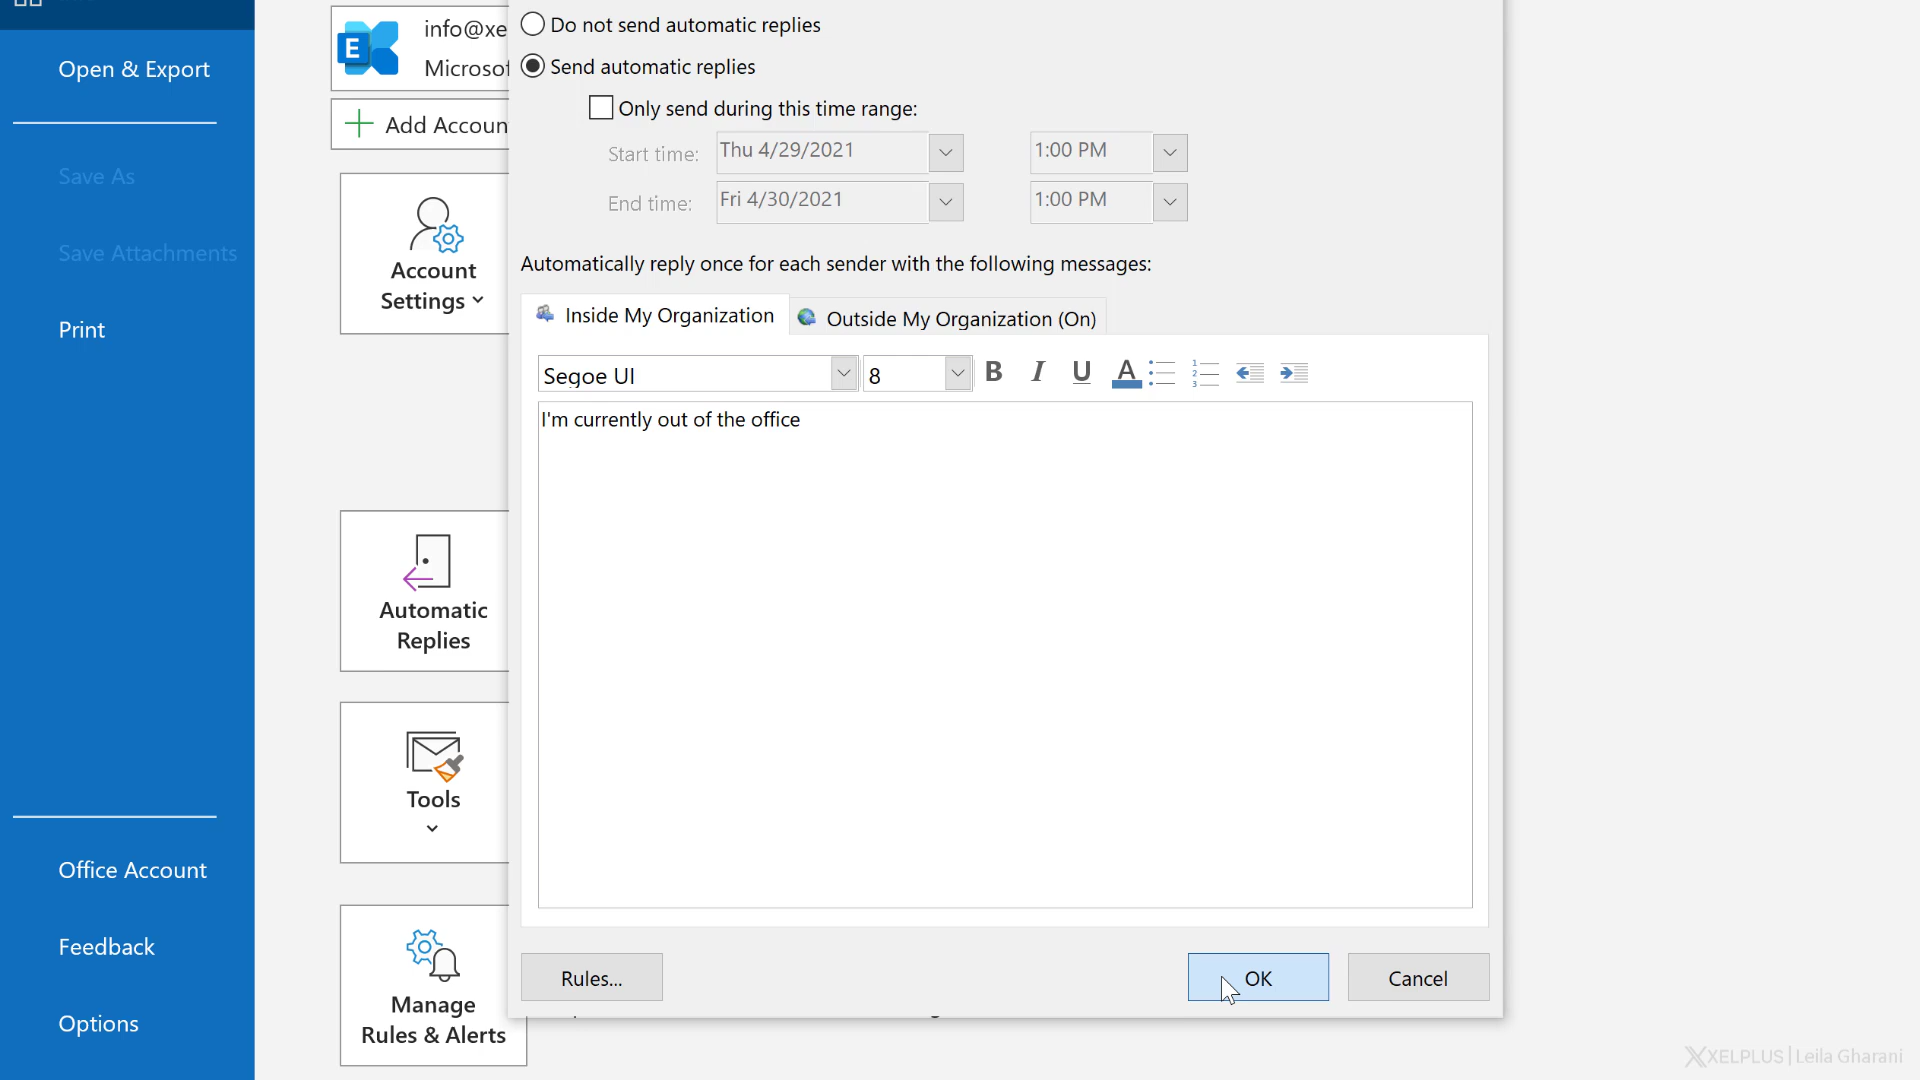 Open & Export
Save As
Save Attachments
Print
Office Account
Feedback
Options
info@xe
Microsof
Add Accoun
Account
Settings
Automatic
Replies
Tools
Manage
Rules & Alerts
Do not send automatic replies
Send automatic replies
Only send during this time range:
Start time: Thu 4/29/2021 1:00 PM
End time: Fri 4/30/2021 1:00 PM
Automatically reply once for each sender with the following messages:
Inside My Organization Outside My Organization (On)
Segoe UI 8 B I U A
I'm currently out of the office
Rules... OK Cancel
XELPLUS | Leila Gharani